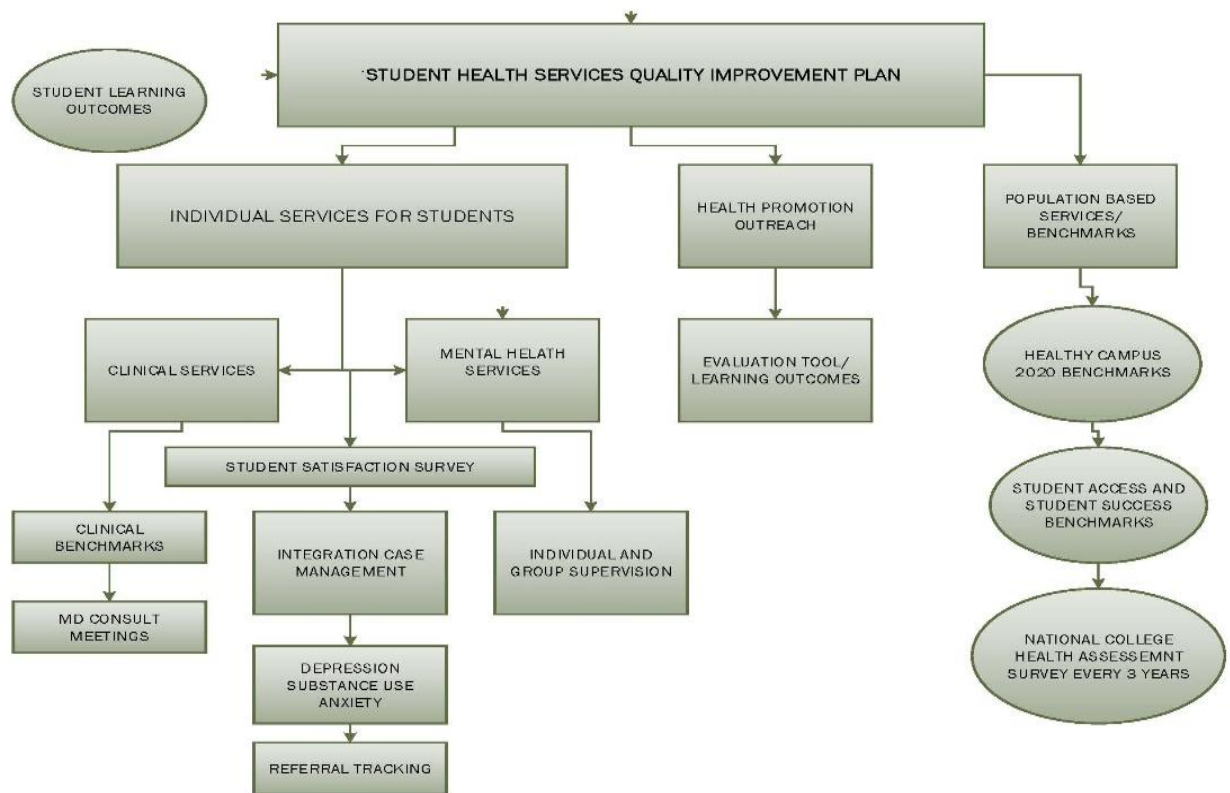 STUDENT HEALTH SERVICES QUALITY IMPROVEMENT PLAN
STUDENT LEARNING
OUTCOMES
INDIVIDUAL SERVICES FOR STUDENTS
HEALTH PROMOTION
OUTREACH
POPULATION BASED
SERVICES/
BENCHMARKS
CLINICAL SERVICES
MENTAL HELATH
SERVICES
EVALUATION TOOL/
LEARNING OUTCOMES
HEALTHY CAMPUS
2020 BENCHMARKS
STUDENT SATISFACTION SURVEY
CLINICAL
BENCHMARKS
INTEGRATION CASE
MANAGEMENT
INDIVIDUAL AND
GROUP SUPERVISION
STUDENT ACCESS AND
STUDENT SUCCESS
BENCHMARKS
MD CONSULT
MEETINGS
DEPRESSION
SUBSTANCE USE
ANXIETY
NATIONAL COLLEGE
HEALTH ASSESSEMNT
SURVEY EVERY 3 YEARS
REFERRAL TRACKING